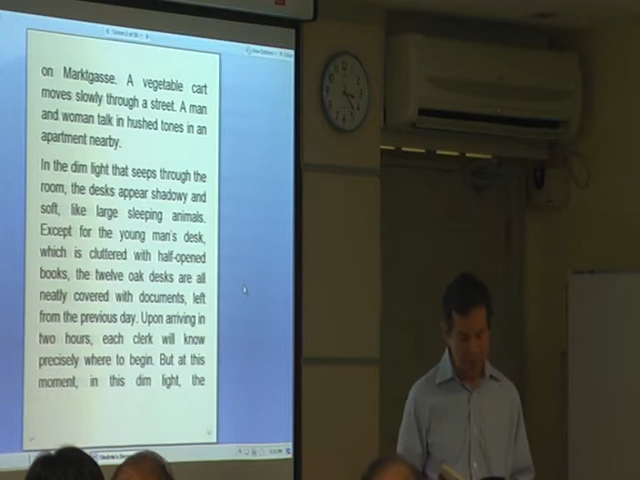 on Marktgasse. A vegetable cart
moves slowly through a street. A man
and woman talk in hushed tones in an
apartment nearby.
In the dim light that seeps through the
room, the desks appear shadowy and
soft, like large sleeping animals.
Except for the young man's desk,
which is cluttered with half-opened
books, the twelve oak desks are all
neatly covered with documents, left
from the previous day. Upon arriving in
two hours, each clerk will know
precisely where to begin. But at this
moment, in this dim light, the